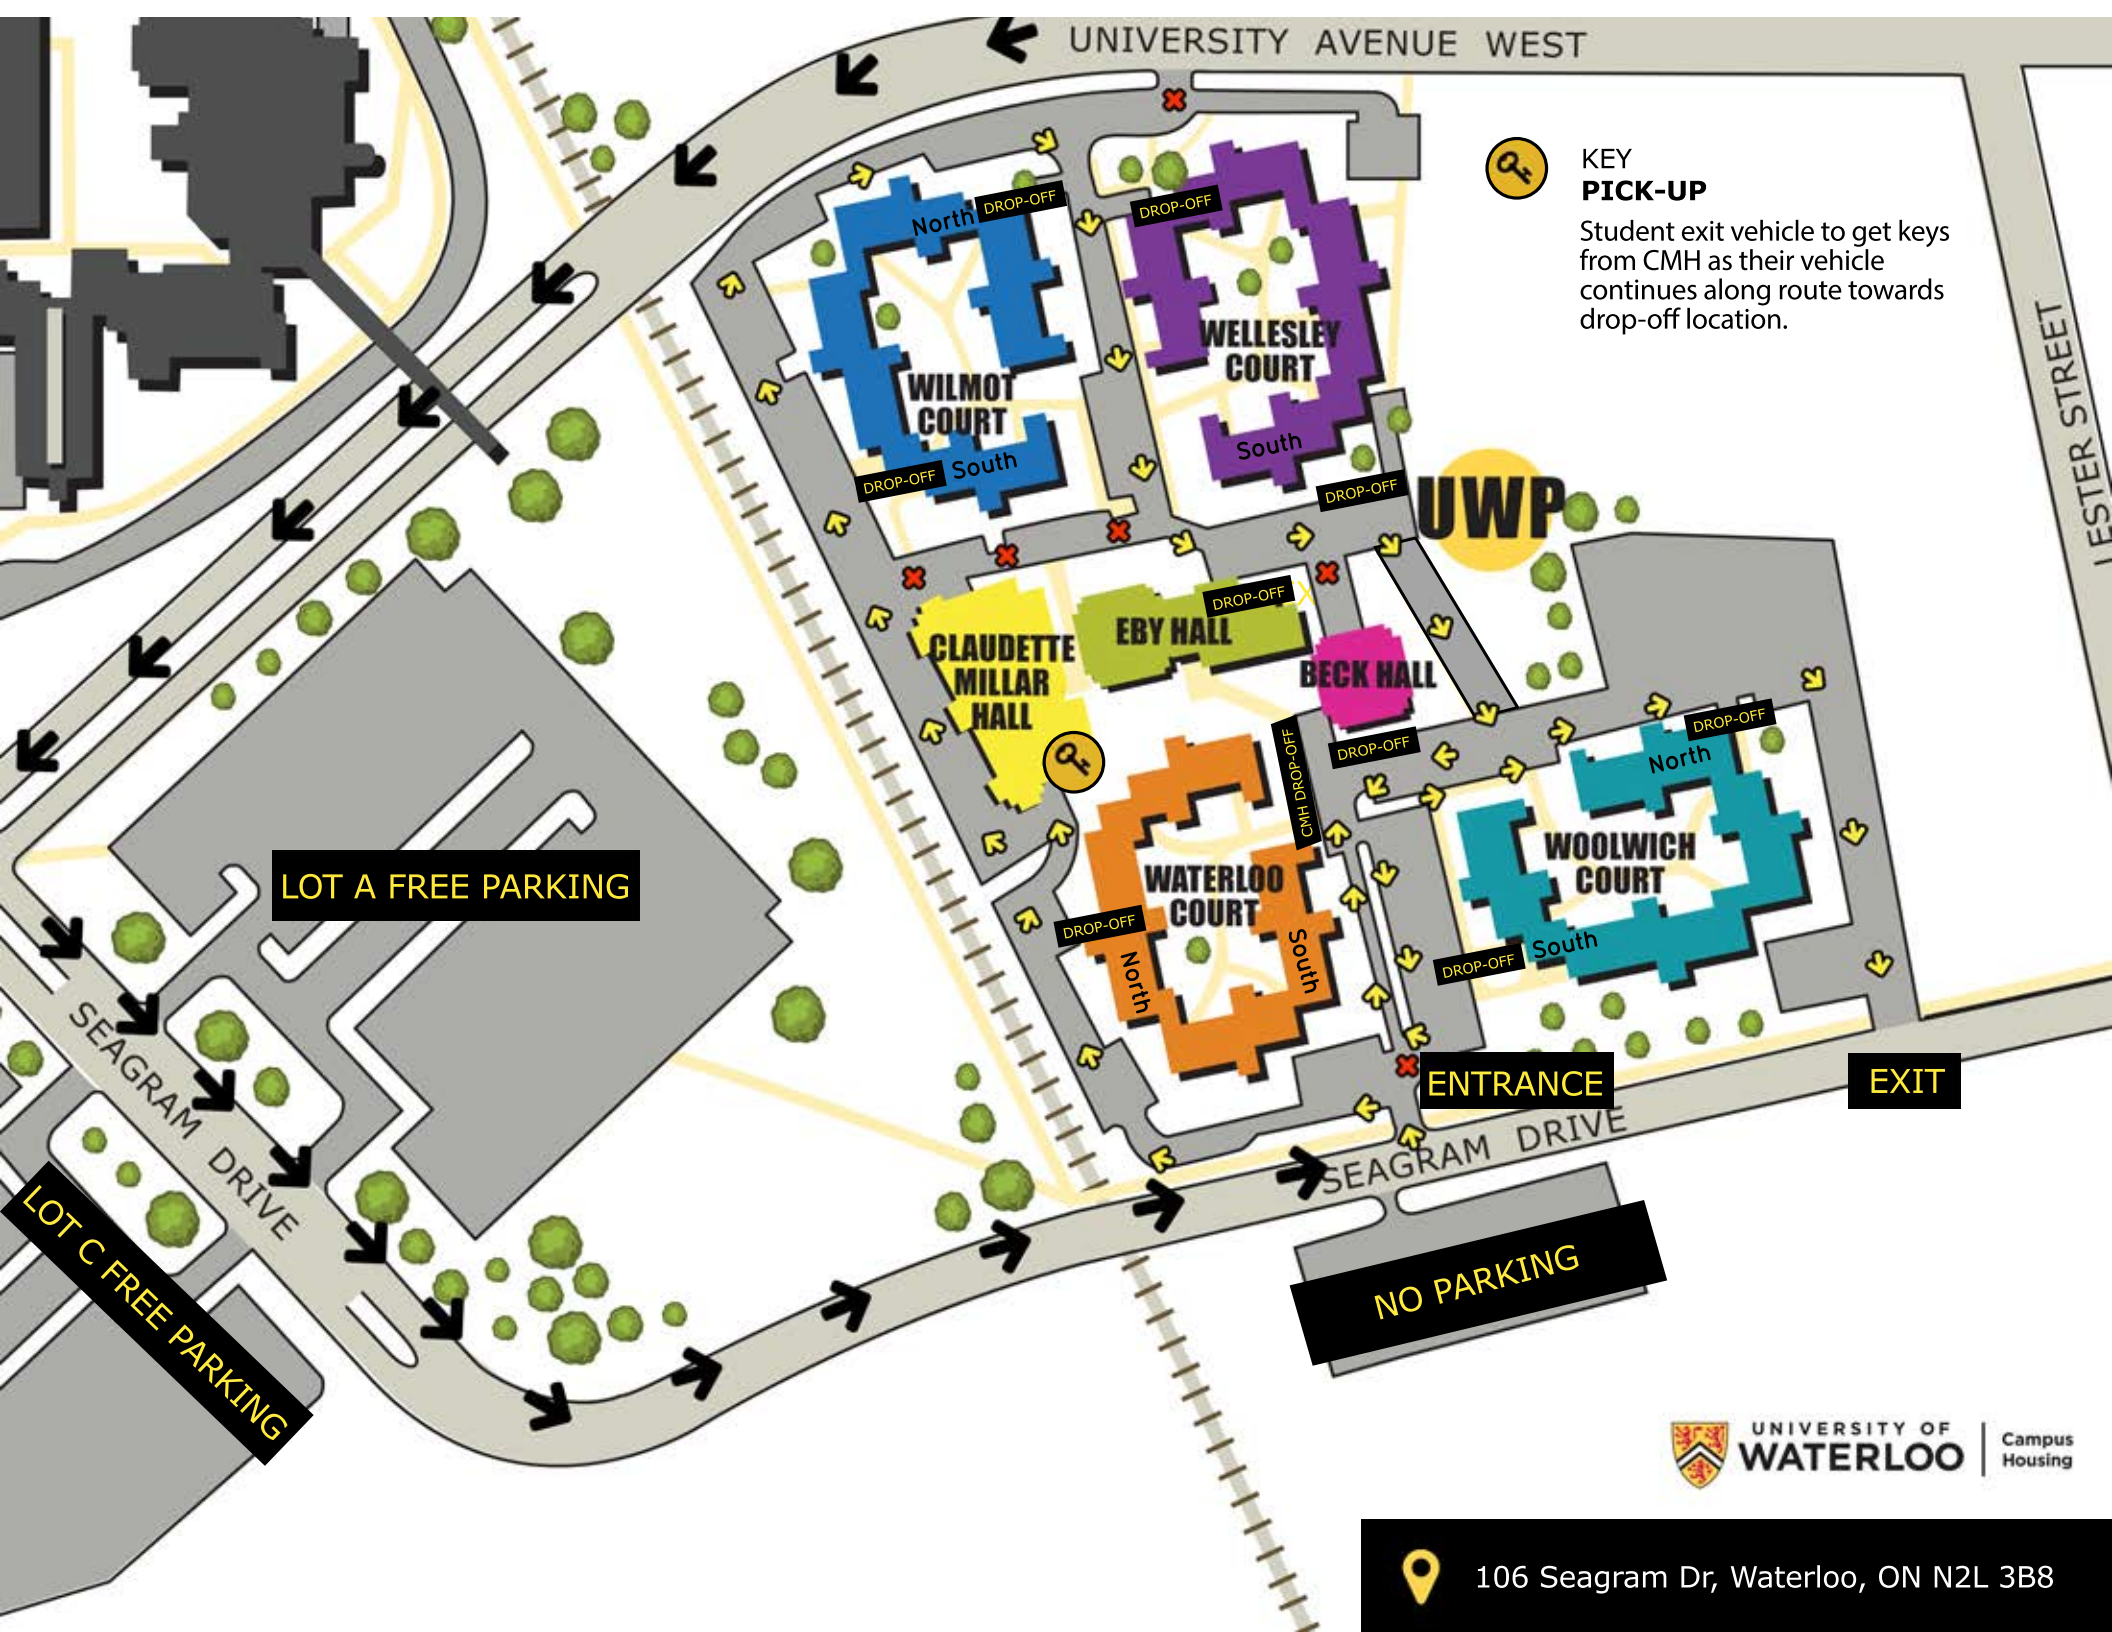 UNIVERSITY AVENUE WEST
KEY
PICK-UP
Student exit vehicle to get keys
from CMH as their vehicle
continues along route towards
drop-off location.
LESTER STREET
North
DROP-OFF
DROP-OFF
WILMOT
COURT
WELLESLEY
COURT
DROP-OFF
South
South
DROP-OFF
UWP
CLAUDETTE
MILLAR
HALL
EBY HALL
DROP-OFF
X
BECK HALL
CMH DROP-OFF
DROP-OFF
North
DROP-OFF
WATERLOO
COURT
DROP-OFF
North
South
WOOLWICH
COURT
DROP-OFF
South
LOT A FREE PARKING
SEAGRAM DRIVE
LOT C FREE PARKING
ENTRANCE
EXIT
SEAGRAM DRIVE
NO PARKING
UNIVERSITY OF
WATERLOO
Campus
Housing
106 Seagram Dr, Waterloo, ON N2L 3B8